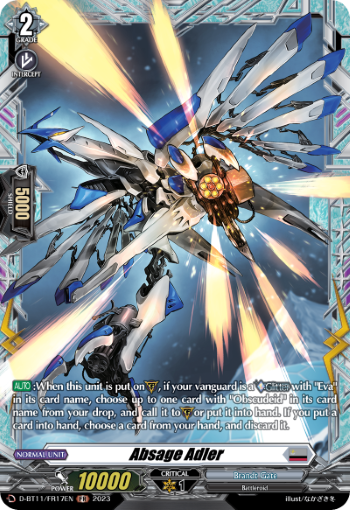 2
GRADE
INTERCEPT
5000
SHIELD
AUTO :When this unit is put on R, if your vanguard is a Glitter with "Eva"
in its card name, choose up to one card with "Obscudeid" in its card
name from your drop, and call it to R or put it into hand. If you put a
card into hand, choose a card from your hand, and discard it.
NORMAL UNIT
Absage Adler
POWER 10000
CRITICAL
1
Brandt Gate
Battleroid
D-BT11/FR17EN FR 2023
illust/なかざき冬